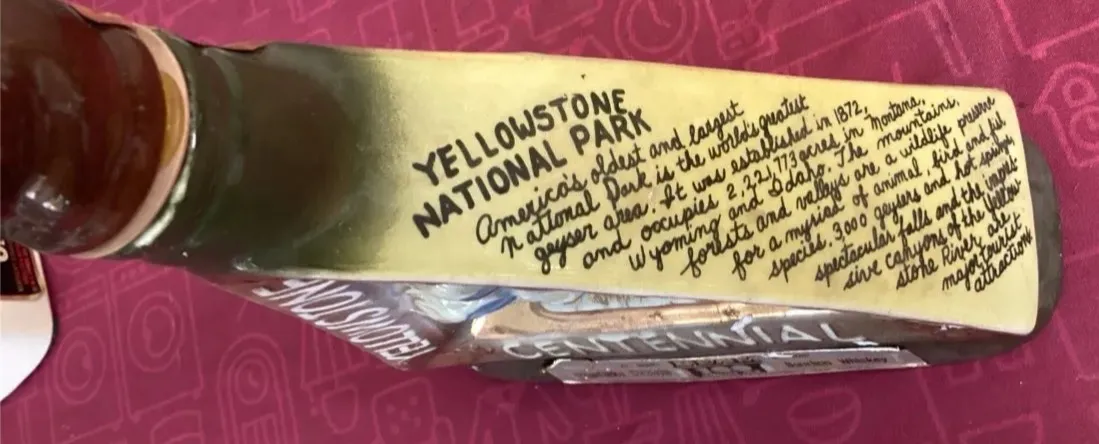 YELLOWSTONE
NATIONAL PARK
America's oldest and largest
national Park is the world's greatest
geyser area. It was established in 1872,
and occupies 2,221,773 acres in Montana,
Wyoming and Idaho. The mountains,
forests and valleys are a wildlife preserve
for a myriad of animal, bird and fish
species. 3000 geysers and hot springs
spectacular falls and the impres-
sive canyons of the Yellow
stone River, are
major tourist
attractions
YELLOWSTONE
CENTENNIAL
Bourbon Whiskey